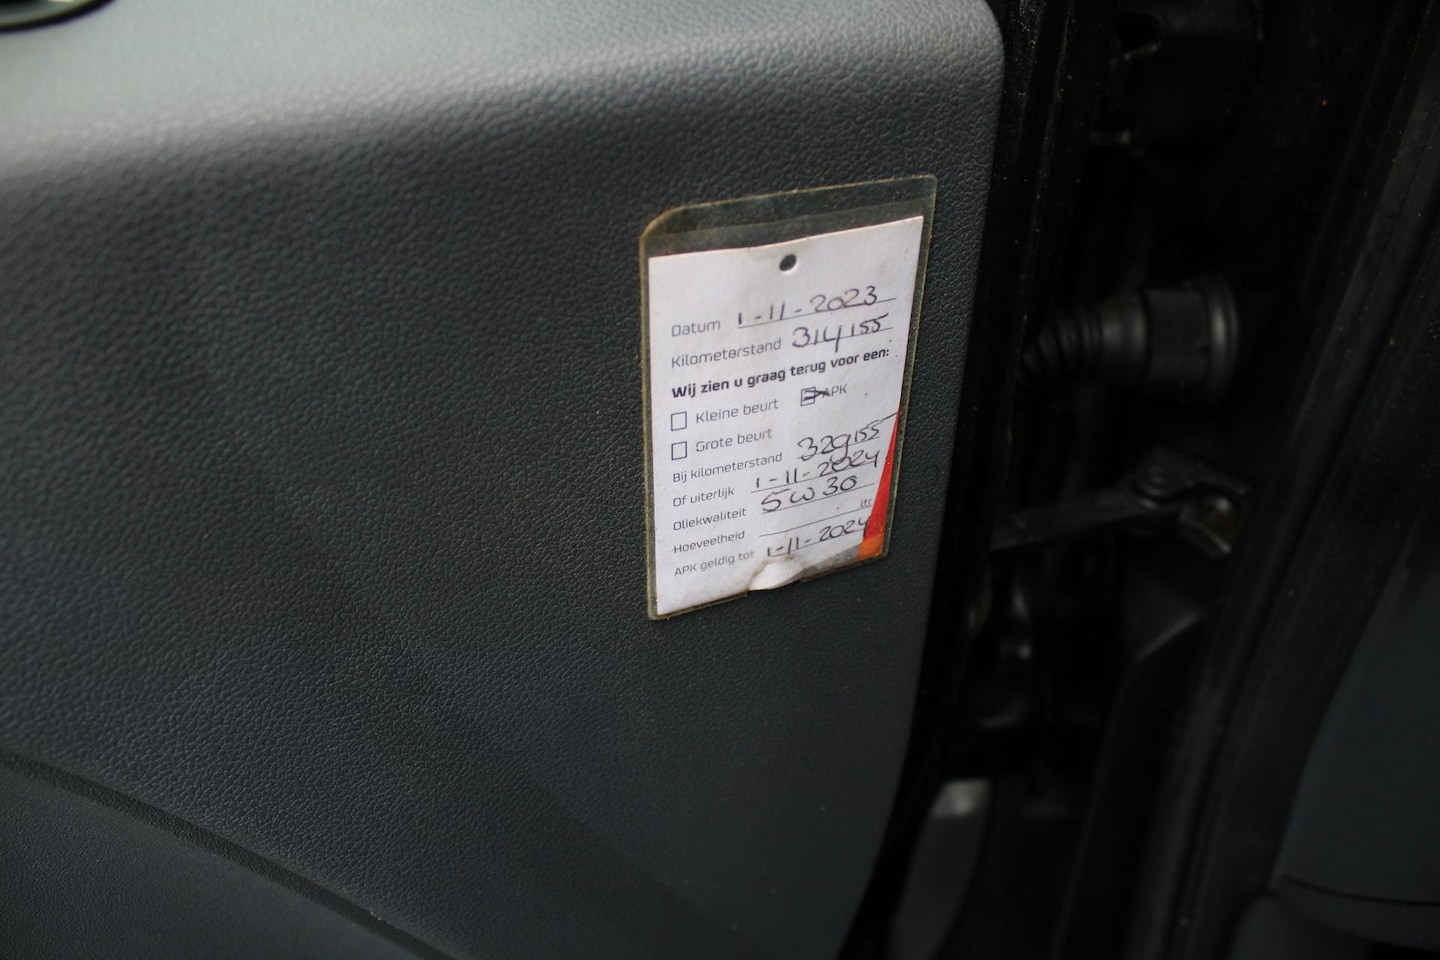 Datum 1-11-2023
Kilometerstand 314155
Wij zien u graag terug voor een:
Kleine beurt APK
Grote beurt
Bij kilometerstand 329155
Of uiterlijk 1-11-2024
Oliekwaliteit 5W30
Hoeveelheid ltr
APK geldig tot 1-11-2024